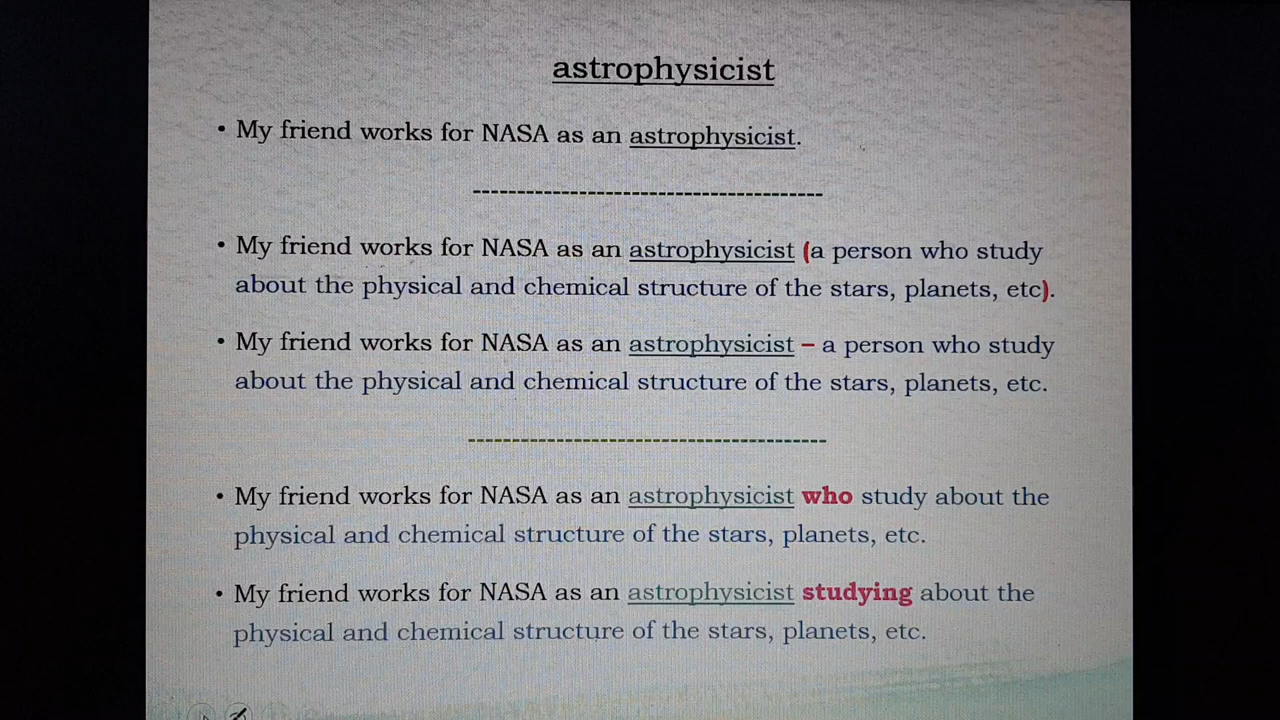 astrophysicist
• My friend works for NASA as an astrophysicist.
----------------------------------------
• My friend works for NASA as an astrophysicist (a person who study
about the physical and chemical structure of the stars, planets, etc).
• My friend works for NASA as an astrophysicist – a person who study
about the physical and chemical structure of the stars, planets, etc.
-----------------------------------------
• My friend works for NASA as an astrophysicist who study about the
physical and chemical structure of the stars, planets, etc.
• My friend works for NASA as an astrophysicist studying about the
physical and chemical structure of the stars, planets, etc.